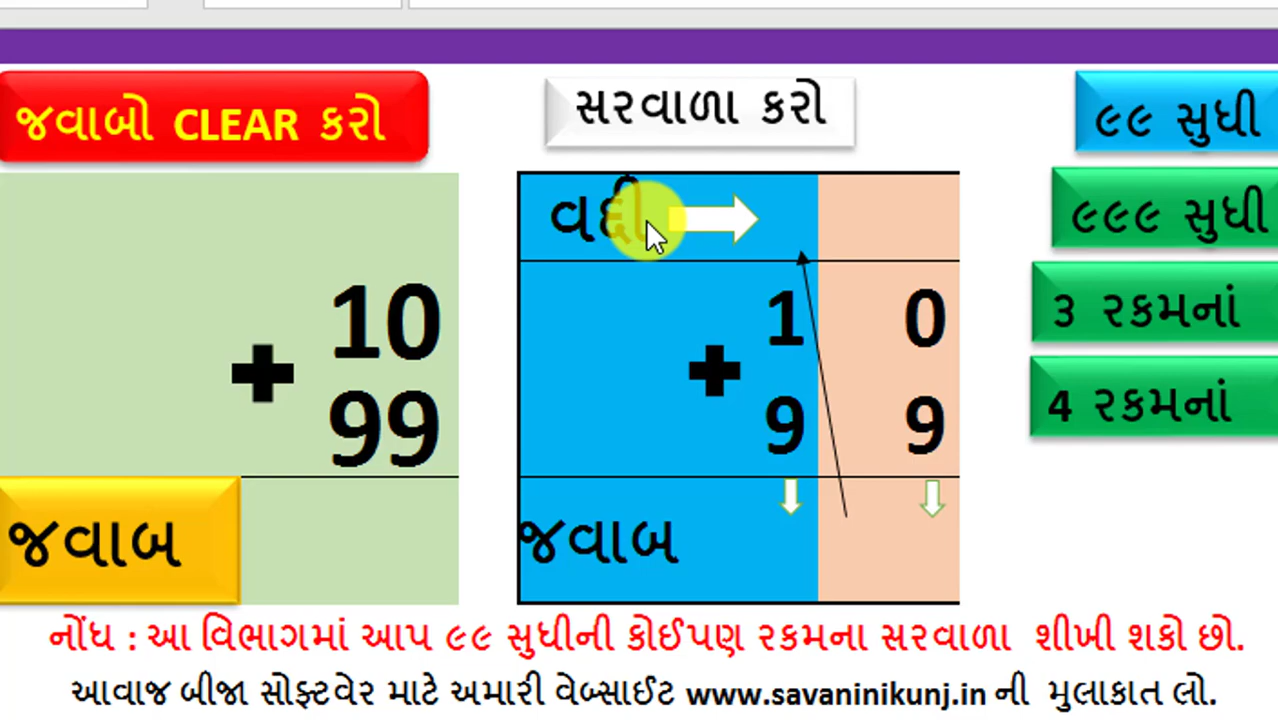 જવાબો CLEAR કરો
સરવાળા કરો
૯૯ સુધી
૯૯૯ સુધી
3 રકમનાં
4 રકમનાં
10
+
99
જવાબ
વદ્દી
1 0
+
9 9
જવાબ
નોંધ : આ વિભાગમાં આપ ૯૯ સુધીની કોઈપણ રકમના સરવાળા શીખી શકો છો.
આવાજ બીજા સોફ્ટવેર માટે અમારી વેબ્સાઈટ www.savaninikunj.in ની મુલાકાત લો.